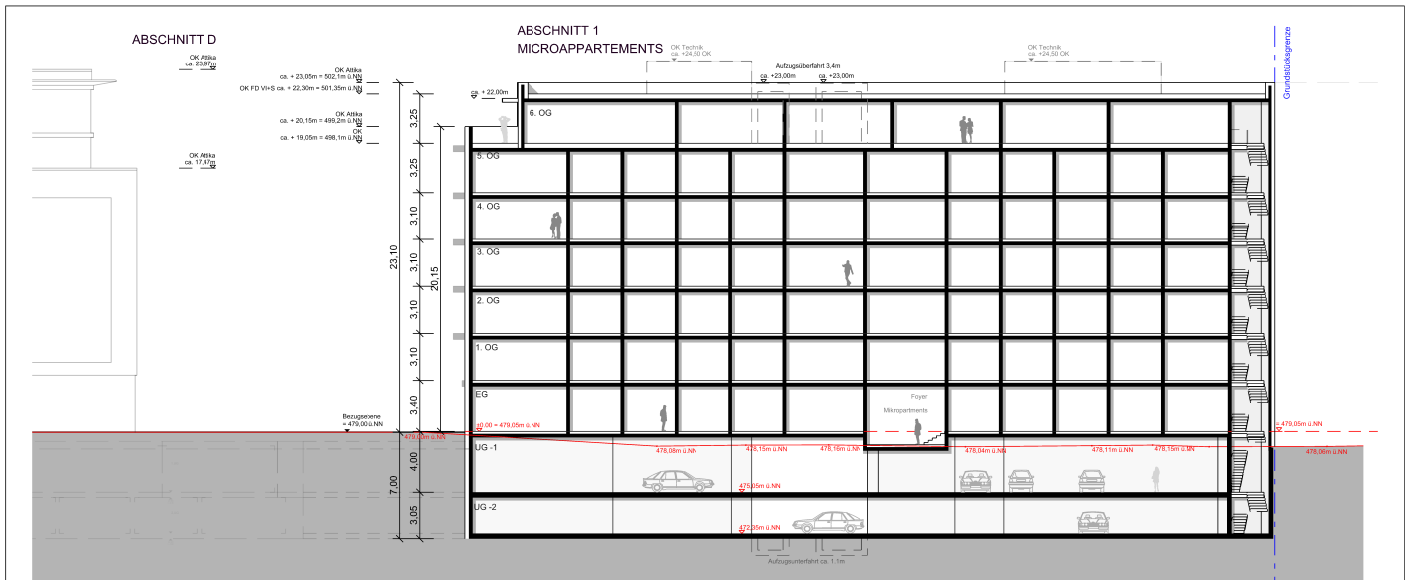 ABSCHNITT D
OK Attika
ca. 23,87m
ABSCHNITT 1
MICROAPPARTEMENTS
OK Technik
ca. +24,50 OK
Aufzugsüberfahrt 3,4m
ca. +23,00m
ca. +23,00m
OK Technik
ca. +24,50 OK
Grundstücksgrenze
OK Attika
ca. + 23,05m = 502,1m ü.NN
OK FD VI+S ca. + 22,30m = 501,35m ü.NN
ca. + 22,00m
OK Attika
ca. + 20,15m = 499,2m ü.NN
OK
ca. + 19,05m = 498,1m ü.NN
OK Attika
ca. 17,47m
3,25
3,25
3,10
3,10
3,10
3,10
3,40
4,00
3,05
23,10
20,15
7,00
6. OG
5. OG
4. OG
3. OG
2. OG
1. OG
EG
Foyer
Mikropartments
Bezugsebene
= 479,00 ü.NN
±0.00 = 479,05m ü.NN
= 479,05m ü.NN
479,00m ü.NN
UG -1
478,08m ü.NN
478,15m ü.NN
478,16m ü.NN
478,04m ü.NN
478,11m ü.NN
478,15m ü.NN
478,06m ü.NN
475,05m ü.NN
UG -2
472,35m ü.NN
Aufzugsunterfahrt ca. 1.1m